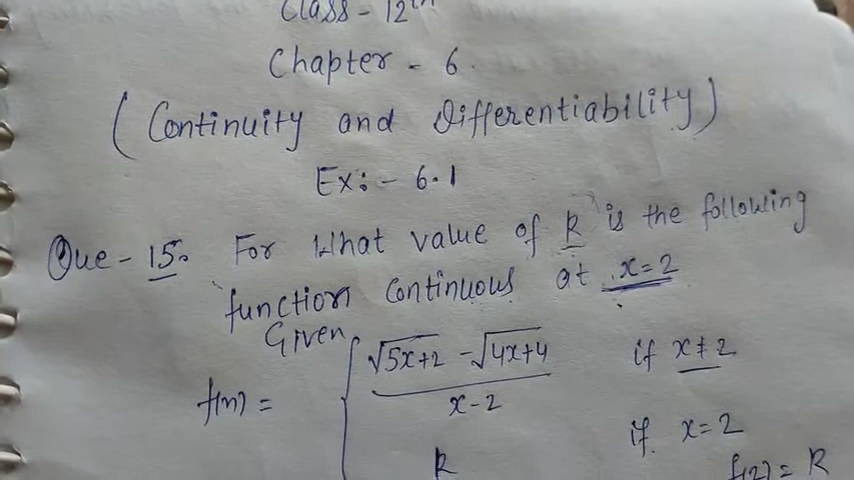 Class - 12th
Chapter - 6.
(Continuity and Differentiability)
Ex:- 6.1
Que - 15. For what value of k is the following
function continuous at x=2
Given
f(x) = { √5x+2 - √4x+4 / x-2 if x≠2
k if x=2
f(2) = k